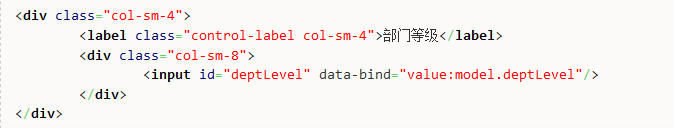 <div class="col-sm-4">
<label class="control-label col-sm-4">部门等级</label>
<div class="col-sm-8">
<input id="deptLevel" data-bind="value:model.deptLevel"/>
</div>
</div>